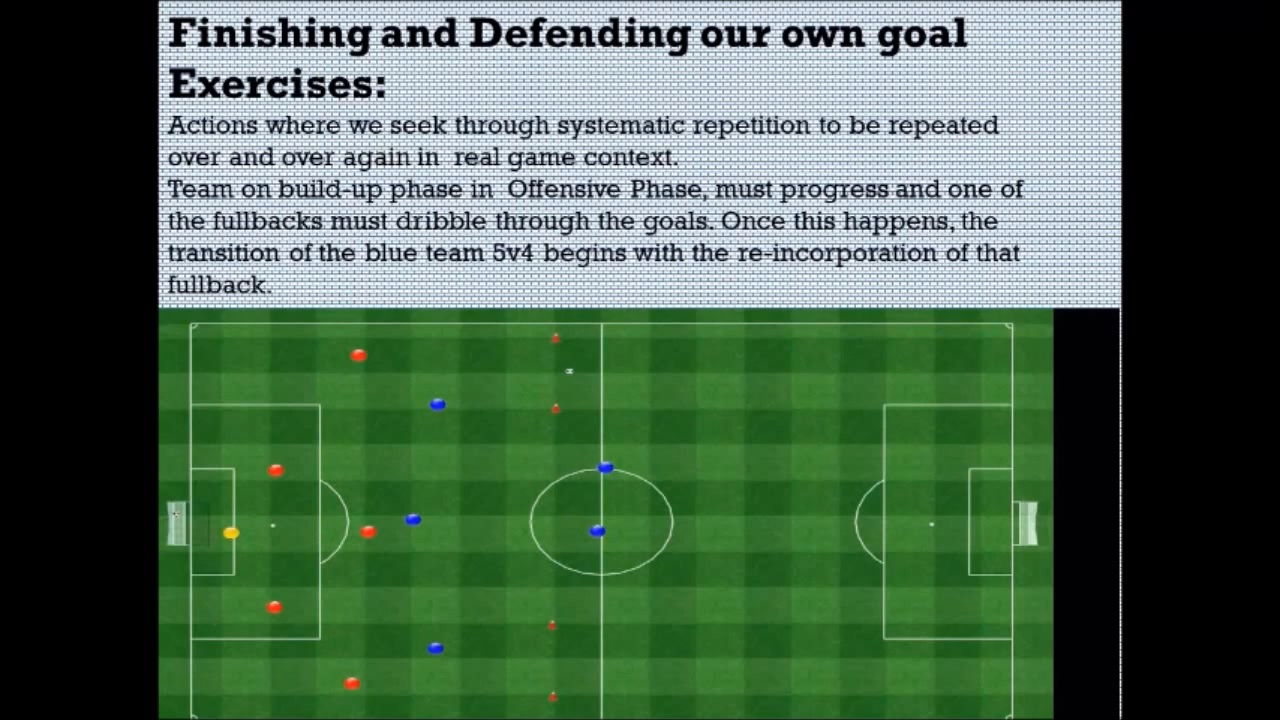 Finishing and Defending our own goal
Exercises:
Actions where we seek through systematic repetition to be repeated
over and over again in real game context.
Team on build-up phase in Offensive Phase, must progress and one of
the fullbacks must dribble through the goals. Once this happens, the
transition of the blue team 5v4 begins with the re-incorporation of that
fullback.